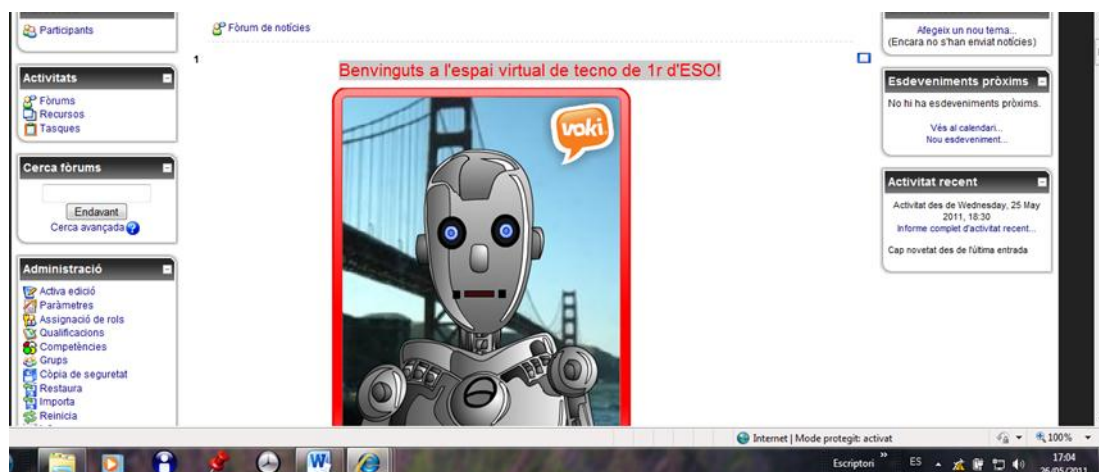 Participants
Activitats
Fòrums
Recursos
Tasques
Cerca fòrums
Endavant
Cerca avançada
Administració
Activa edició
Paràmetres
Assignació de rols
Qualificacions
Competències
Grups
Còpia de seguretat
Restaura
Importa
Reinicia
Fòrum de notícies
1
Benvinguts a l'espai virtual de tecno de 1r d'ESO!
voki
Afegeix un nou tema...
(Encara no s'han enviat notícies)
Esdeveniments pròxims
No hi ha esdeveniments pròxims.
Vés al calendari...
Nou esdeveniment...
Activitat recent
Activitat des de Wednesday, 25 May
2011, 18:30
Informe complet d'activitat recent...
Cap novetat des de l'última entrada
Internet | Mode protegit: activat
100%
Escriptori
ES
17:04
26/05/2011